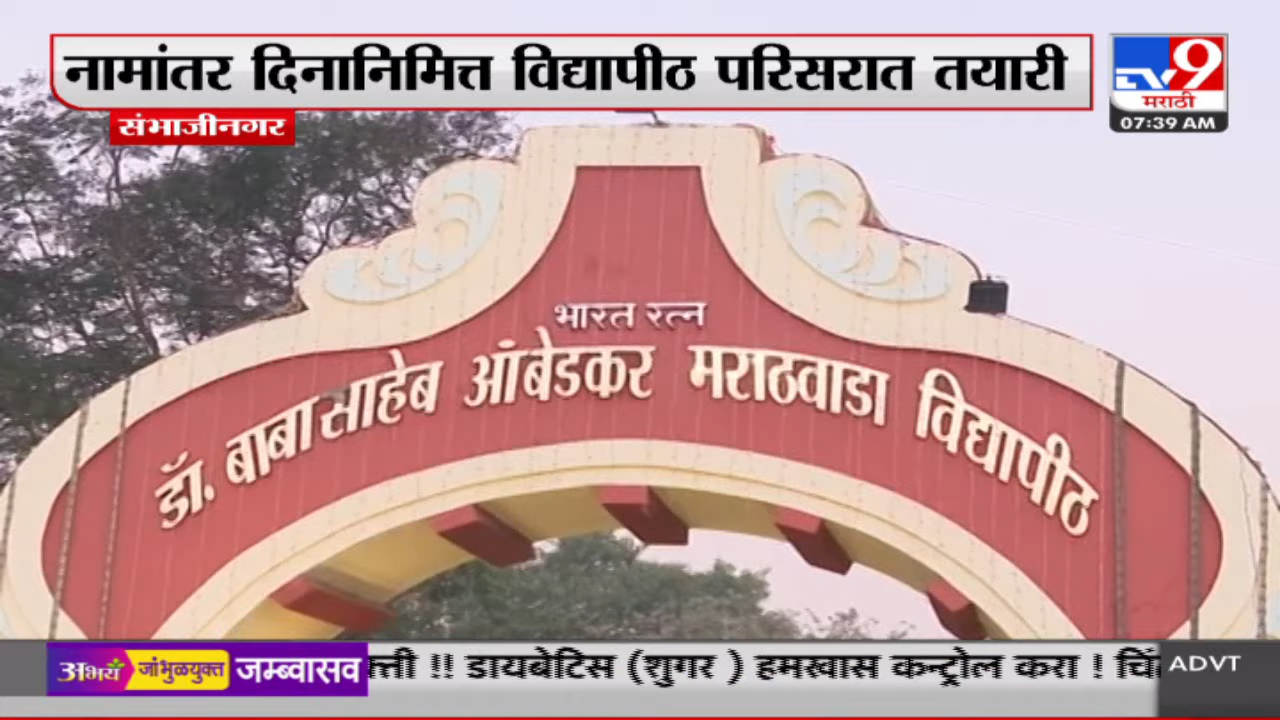 नामांतर दिनानिमित्त विद्यापीठ परिसरात तयारी
संभाजीनगर
TV9
मराठी
07:39 AM
भारत रत्न
डॉ. बाबासाहेब आंबेडकर मराठवाडा विद्यापीठ
अभय जांभुळयुक्त जम्बासव
त्ती !! डायबेटिस (शुगर ) हमखास कन्ट्रोल करा !
ADVT